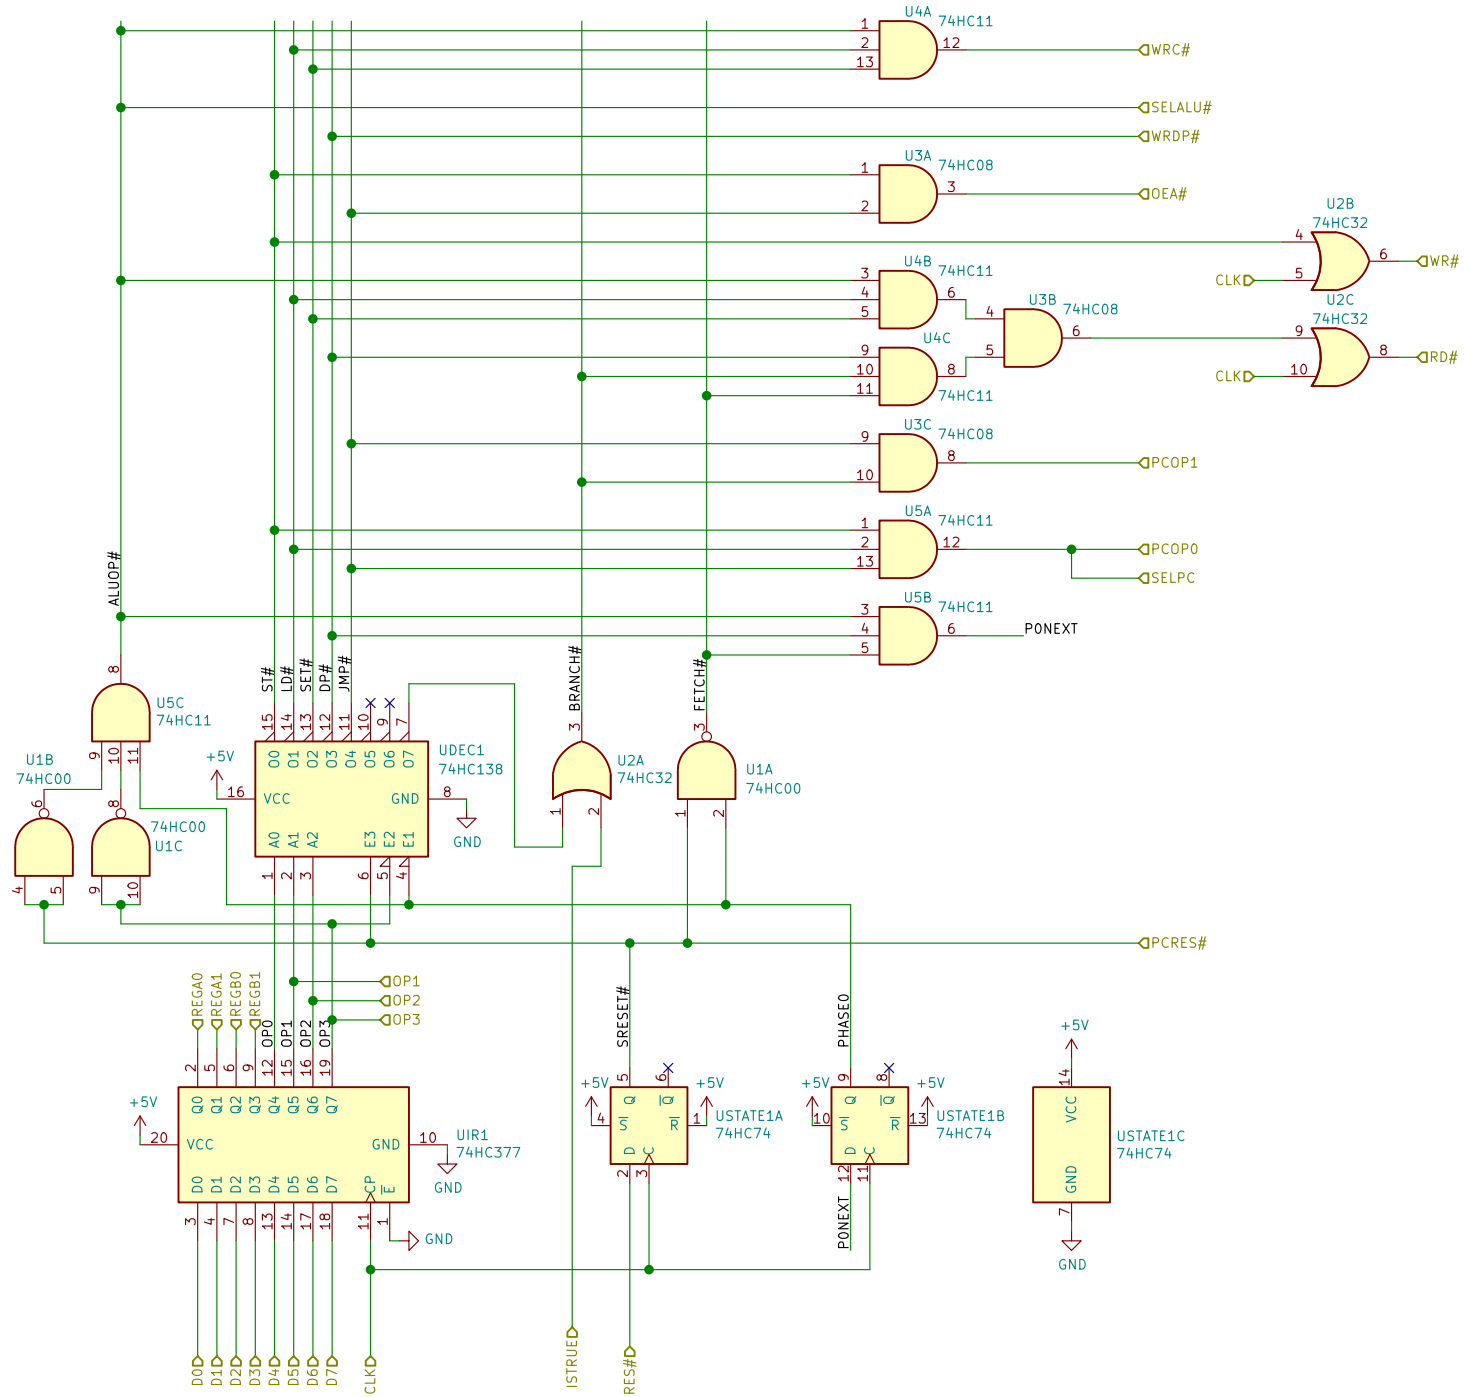 U4A
74HC11
1
2
13
12
WRC#
SELALU#
WRDP#
U3A
74HC08
1
2
3
OEA#
U2B
74HC32
4
5
6
CLK
WR#
U4B
74HC11
3
4
5
6
U3B
74HC08
4
5
6
U2C
74HC32
9
10
8
CLK
RD#
U4C
9
10
11
8
74HC11
U3C
74HC08
9
10
8
PCOP1
U5A
74HC11
1
2
13
12
PCOP0
SELPC
ALUOP#
U5B
74HC11
3
4
5
6
P0NEXT
ST#
LD#
SET#
DP#
JMP#
BRANCH#
FETCH#
8
U5C
74HC11
9
10
11
15
14
13
12
11
10
9
7
O0
O1
O2
O3
O4
O5
O6
O7
UDEC1
74HC138
+5V
16
VCC
GND
8
GND
A0
A1
A2
E3
E2
E1
1
2
3
6
5
4
3
U2A
74HC32
1
2
3
U1A
74HC00
1
2
U1B
74HC00
6
4
5
8
74HC00
U1C
9
10
PCRES#
REGA0
REGA1
REGB0
REGB1
OP0
OP1
OP2
OP3
OP1
OP2
OP3
SRESET#
PHASE0
2
5
6
9
12
15
16
19
Q0
Q1
Q2
Q3
Q4
Q5
Q6
Q7
+5V
20
VCC
GND
10
GND
UIR1
74HC377
D0
D1
D2
D3
D4
D5
D6
D7
CP
E
3
4
7
8
13
14
17
18
11
1
GND
5
6
+5V
+5V
Q
Q
4
S
R
1
D
C
2
3
USTATE1A
74HC74
9
8
+5V
+5V
Q
Q
10
S
R
13
D
C
12
11
USTATE1B
74HC74
P0NEXT
+5V
14
VCC
GND
7
GND
USTATE1C
74HC74
D0
D1
D2
D3
D4
D5
D6
D7
CLK
ISTRUE
RES#